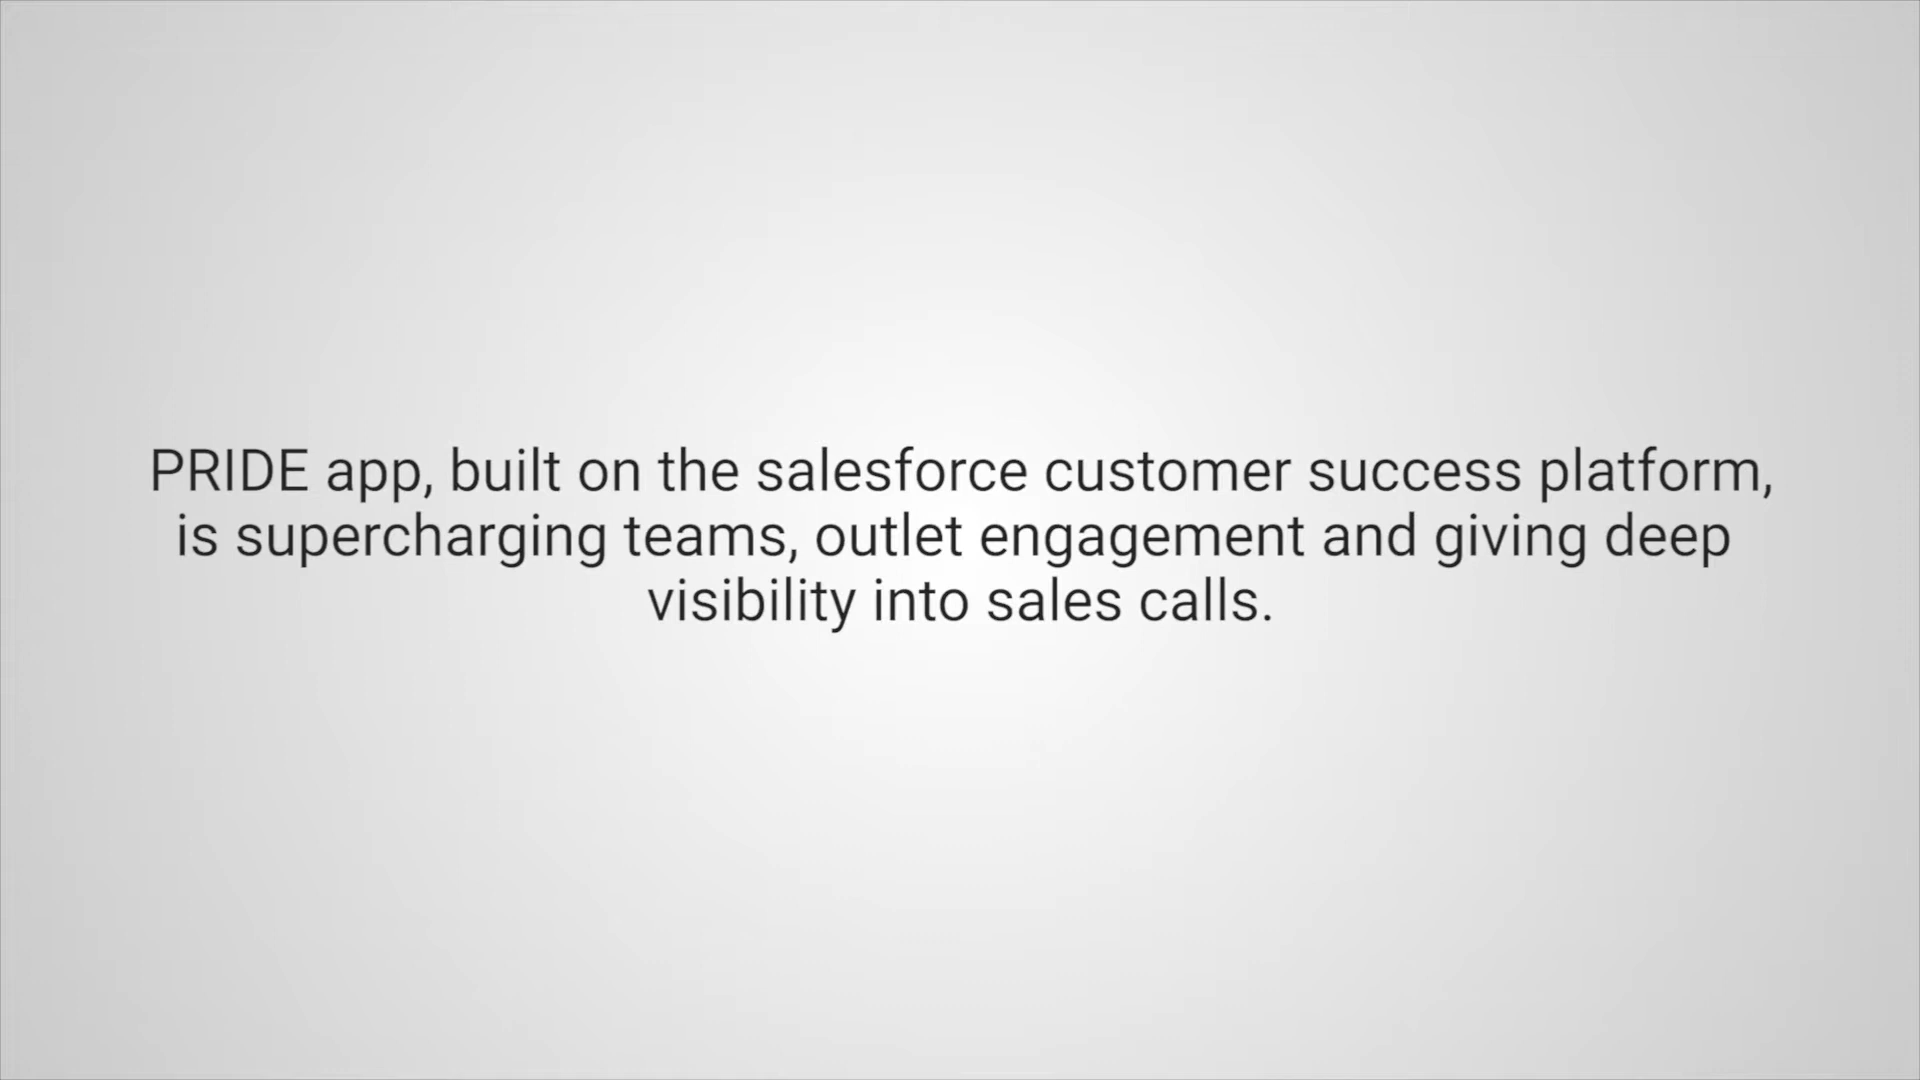 PRIDE app, built on the salesforce customer success platform,
is supercharging teams, outlet engagement and giving deep
visibility into sales calls.